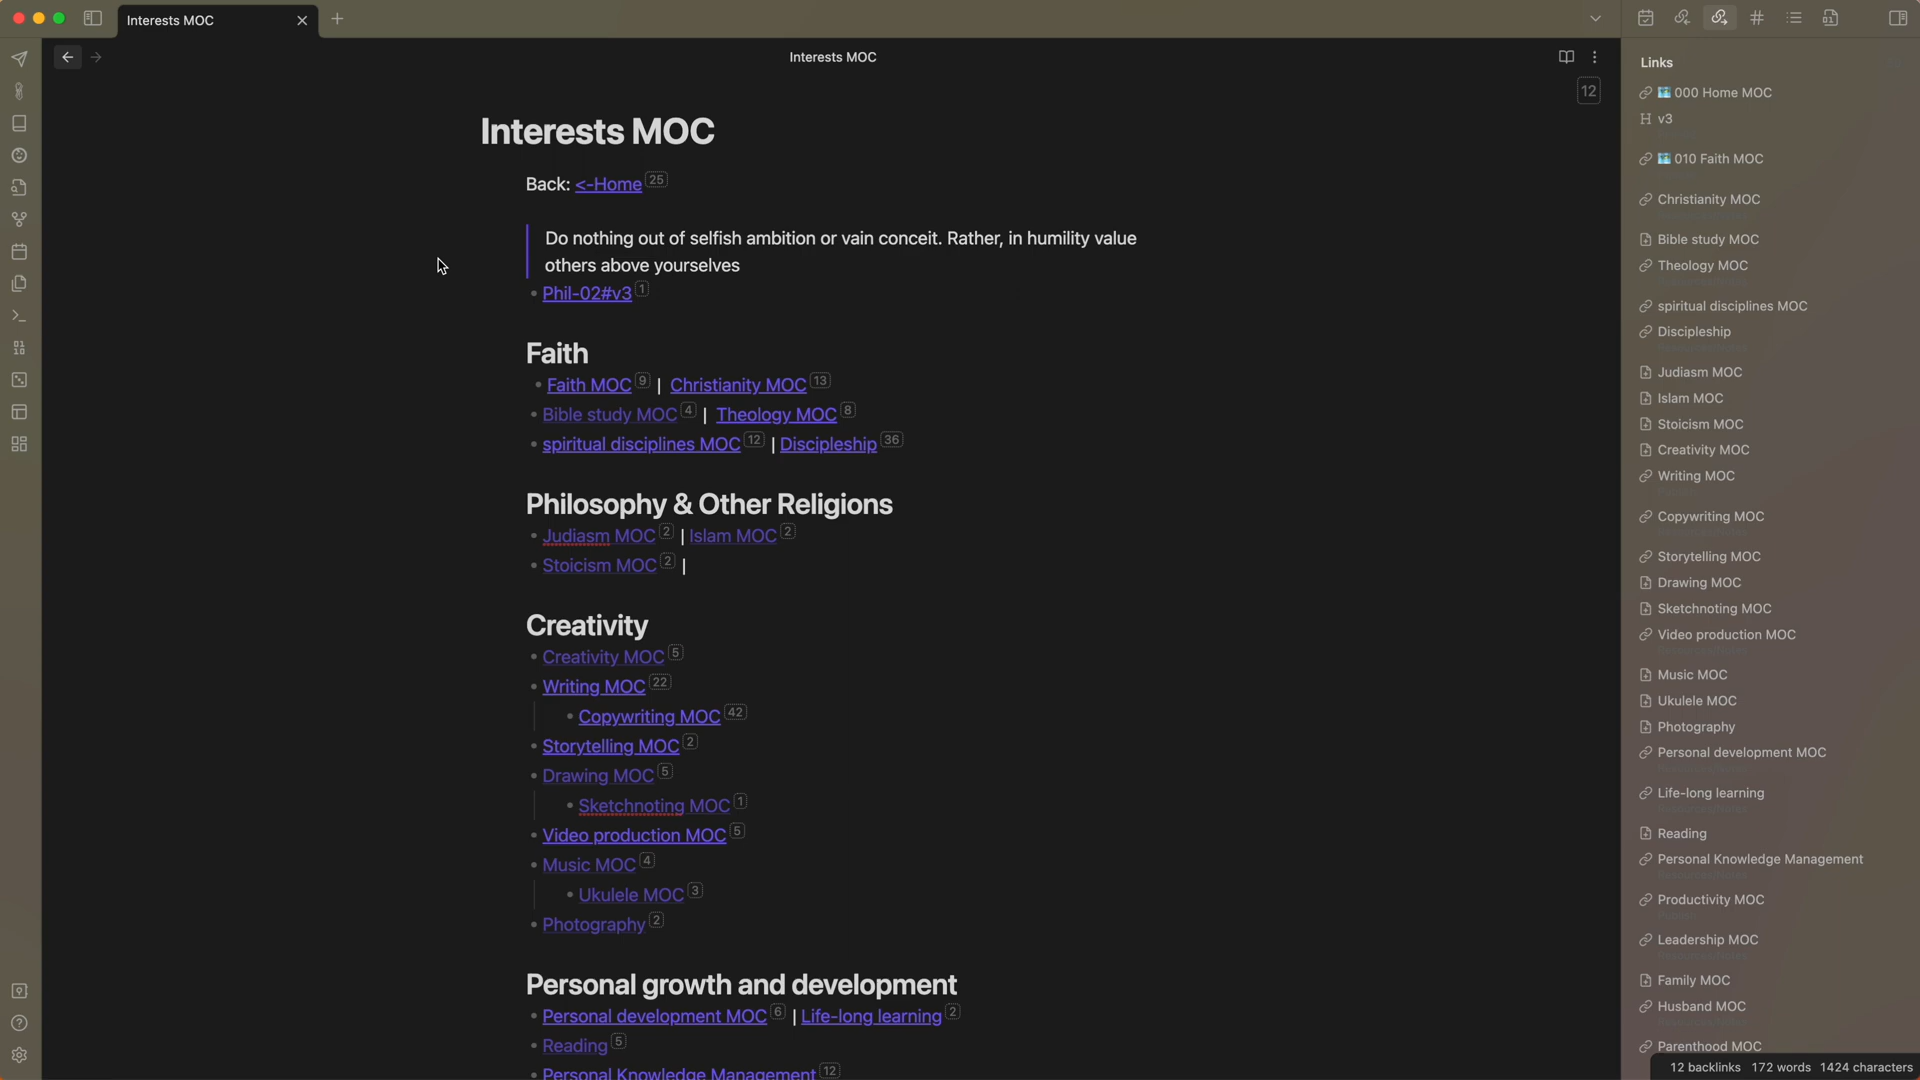 Interests MOC
Interests MOC
12
Interests MOC
Back: <-Home 25
Do nothing out of selfish ambition or vain conceit. Rather, in humility value
others above yourselves
Phil-02#v3 1
Faith
Faith MOC 9 | Christianity MOC 13
Bible study MOC 4 | Theology MOC 8
spiritual disciplines MOC 12 | Discipleship 36
Philosophy & Other Religions
Judiasm MOC 2 | Islam MOC 2
Stoicism MOC 2 |
Creativity
Creativity MOC 5
Writing MOC 22
Copywriting MOC 42
Storytelling MOC 2
Drawing MOC 5
Sketchnoting MOC 1
Video production MOC 5
Music MOC 4
Ukulele MOC 3
Photography 2
Personal growth and development
Personal development MOC 6 | Life-long learning 2
Reading 5
Personal Knowledge Management 12
Links
000 Home MOC
H v3
010 Faith MOC
Christianity MOC
Bible study MOC
Theology MOC
spiritual disciplines MOC
Discipleship
Judiasm MOC
Islam MOC
Stoicism MOC
Creativity MOC
Writing MOC
Copywriting MOC
Storytelling MOC
Drawing MOC
Sketchnoting MOC
Video production MOC
Music MOC
Ukulele MOC
Photography
Personal development MOC
Life-long learning
Reading
Personal Knowledge Management
Productivity MOC
Leadership MOC
Family MOC
Husband MOC
Parenthood MOC
12 backlinks 172 words 1424 characters